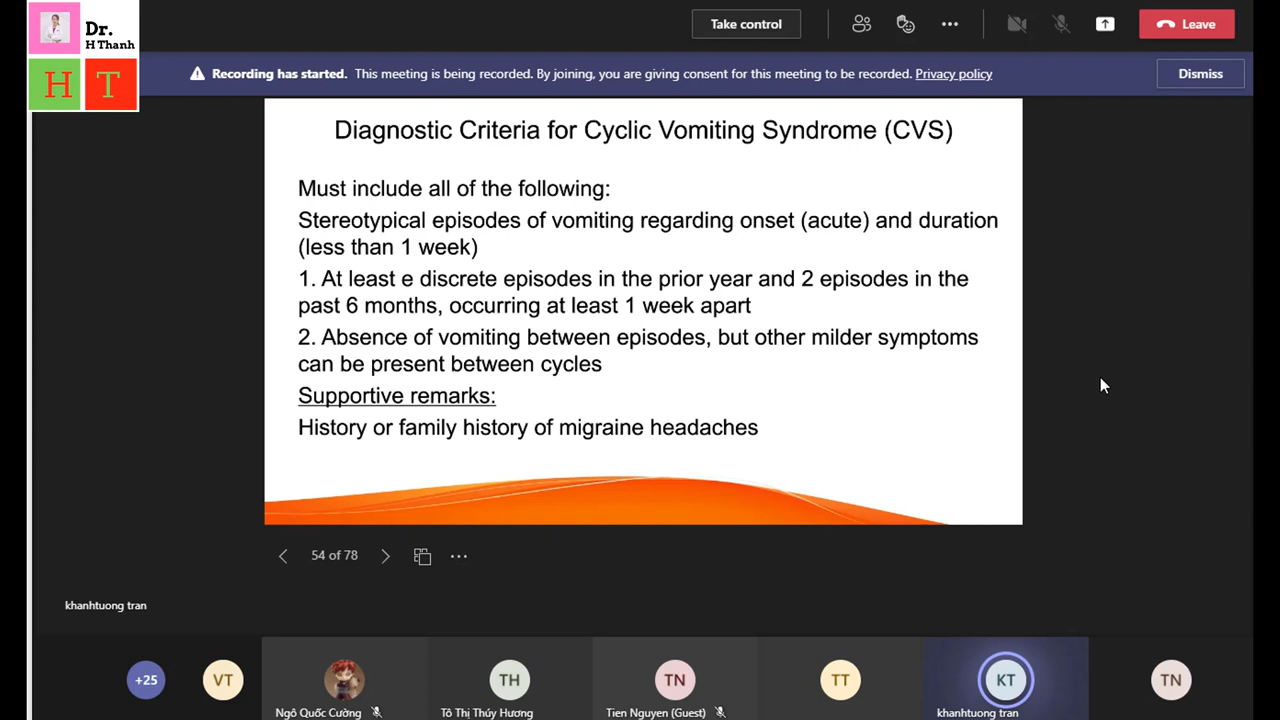 Dr.
H Thanh
H T
Take control
Leave
Recording has started. This meeting is being recorded. By joining, you are giving consent for this meeting to be recorded. Privacy policy
Dismiss
Diagnostic Criteria for Cyclic Vomiting Syndrome (CVS)
Must include all of the following:
Stereotypical episodes of vomiting regarding onset (acute) and duration
(less than 1 week)
1. At least e discrete episodes in the prior year and 2 episodes in the
past 6 months, occurring at least 1 week apart
2. Absence of vomiting between episodes, but other milder symptoms
can be present between cycles
Supportive remarks:
History or family history of migraine headaches
54 of 78
khanhtuong tran
+25
VT
TH
TN
TT
KT
TN
Ngô Quốc Cường
Tô Thị Thúy Hương
Tien Nguyen (Guest)
khanhtuong tran